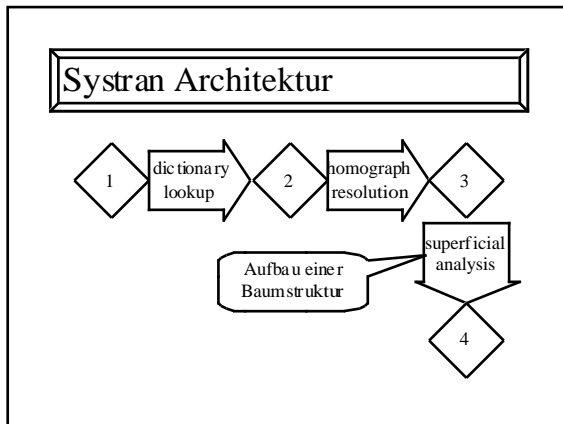 Systran Architektur
1
dictionary
lookup
2
homograph
resolution
3
superficial
analysis
Aufbau einer
Baumstruktur
4